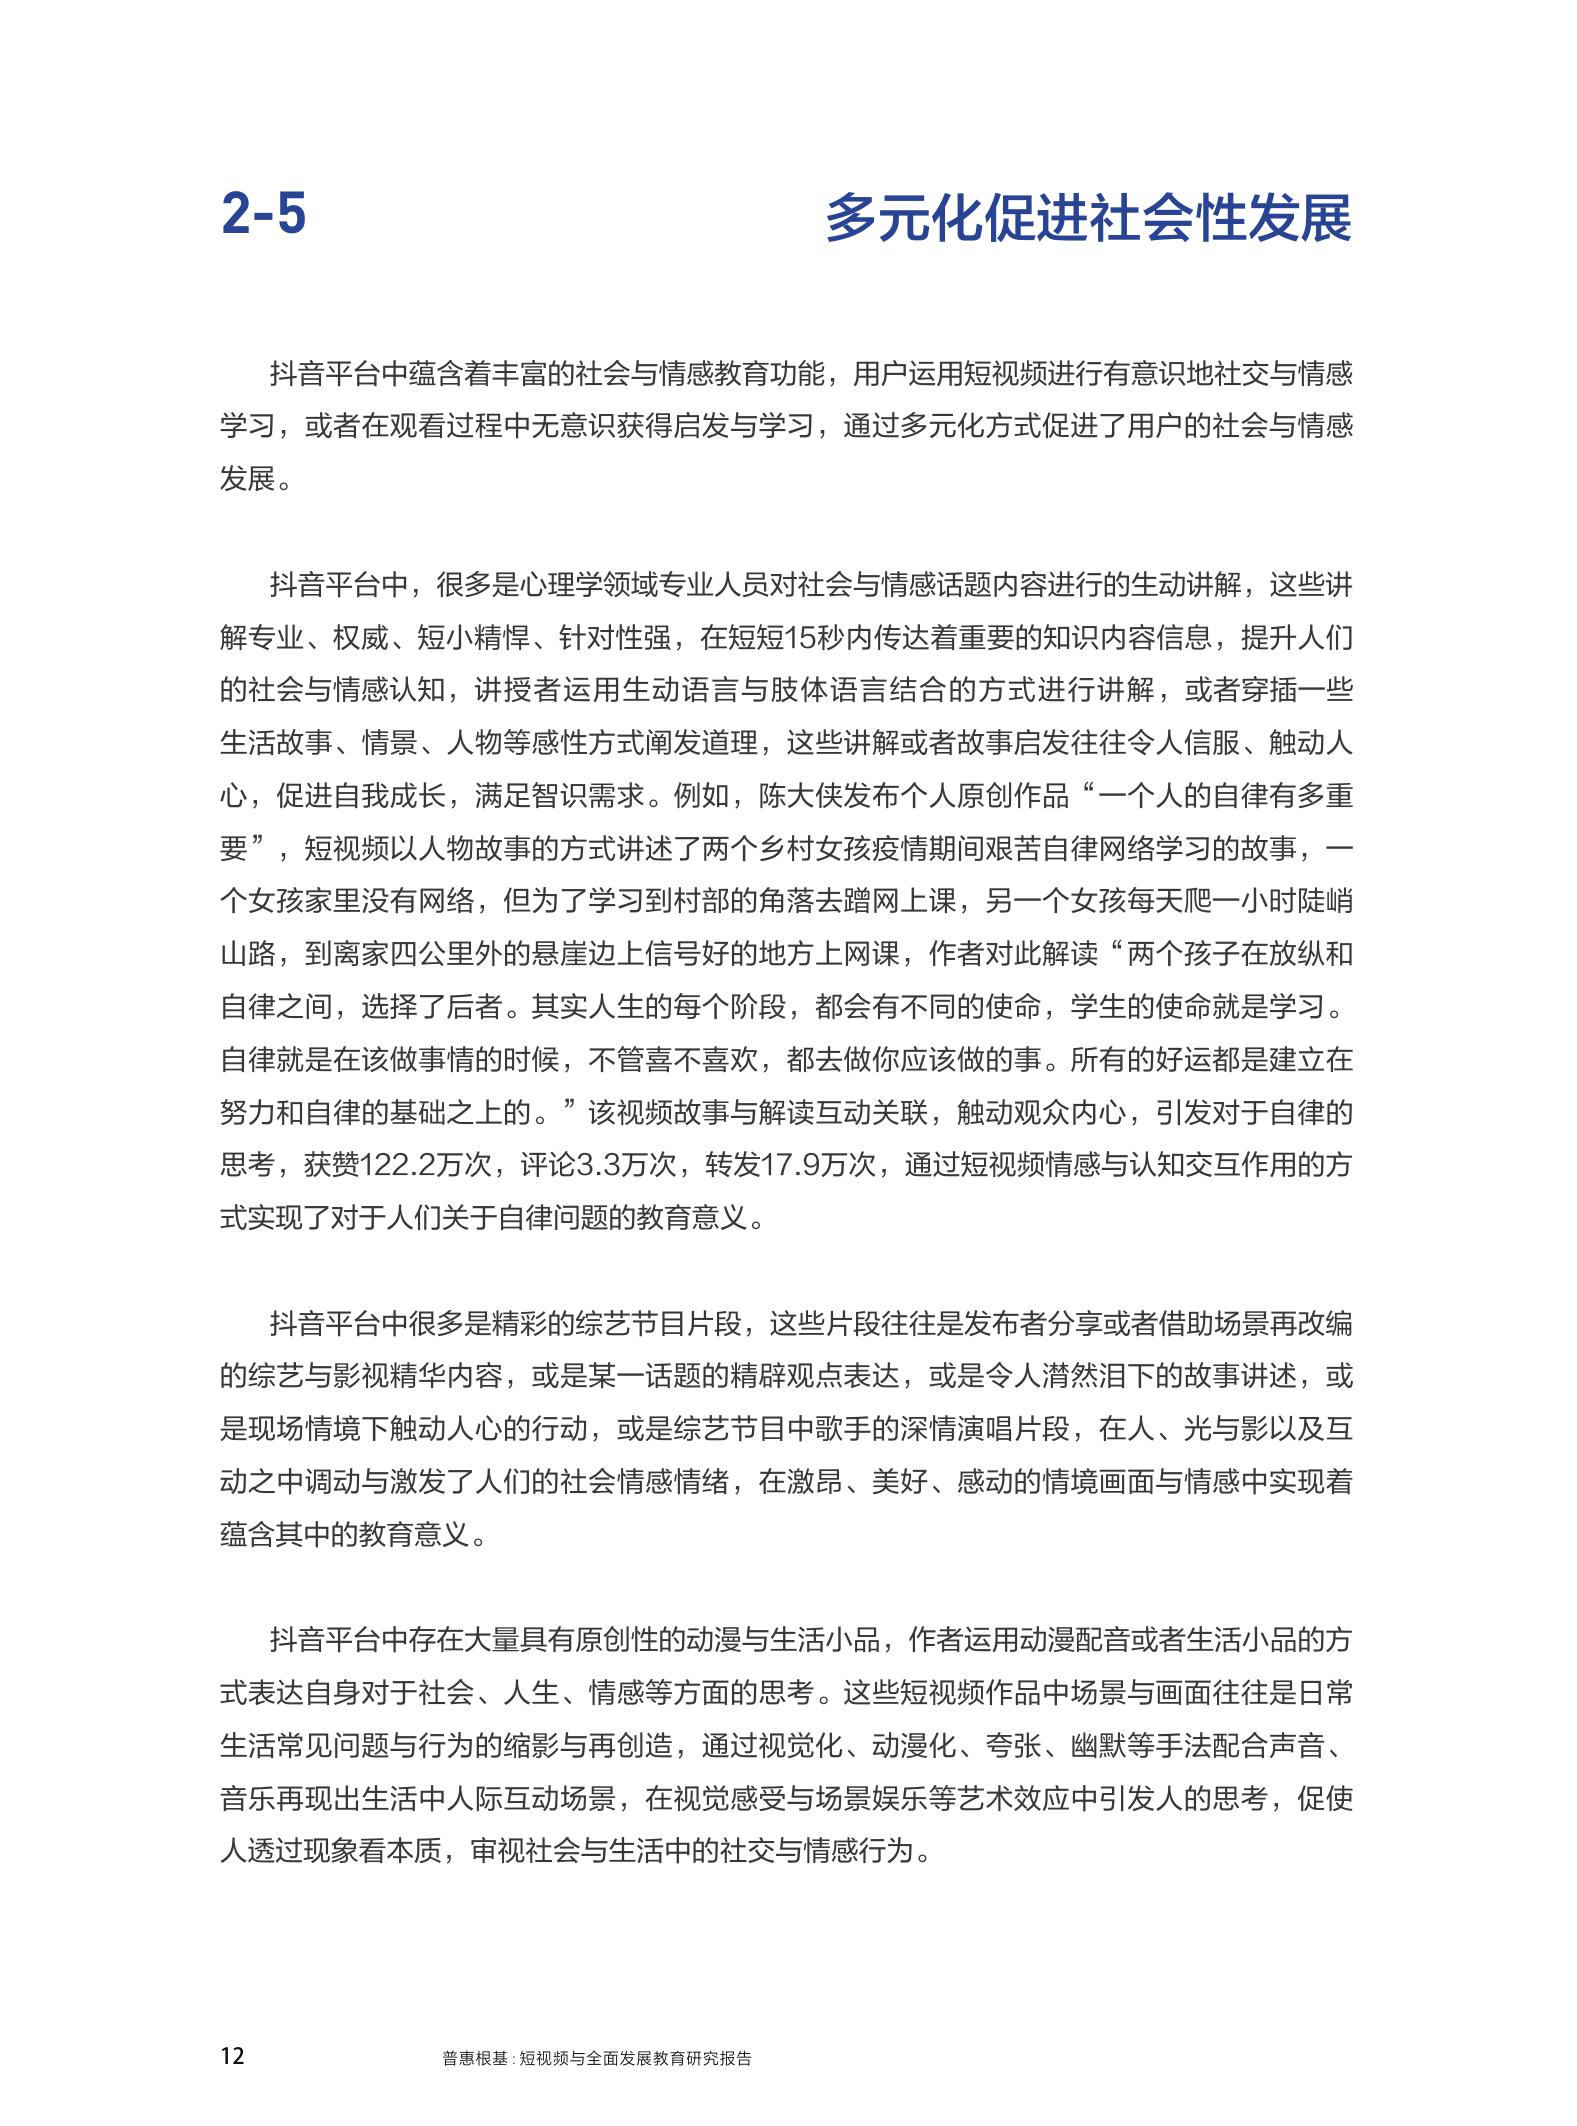 2-5
多元化促进社会性发展
抖音平台中蕴含着丰富的社会与情感教育功能，用户运用短视频进行有意识地社交与情感
学习，或者在观看过程中无意识获得启发与学习，通过多元化方式促进了用户的社会与情感
发展。
抖音平台中，很多是心理学领域专业人员对社会与情感话题内容进行的生动讲解，这些讲
解专业、权威、短小精悍、针对性强，在短短15秒内传达着重要的知识内容信息，提升人们
的社会与情感认知，讲授者运用生动语言与肢体语言结合的方式进行讲解，或者穿插一些
生活故事、情景、人物等感性方式阐发道理，这些讲解或者故事启发往往令人信服、触动人
心，促进自我成长，满足智识需求。例如，陈大侠发布个人原创作品“一个人的自律有多重
要”，短视频以人物故事的方式讲述了两个乡村女孩疫情期间艰苦自律网络学习的故事，一
个女孩家里没有网络，但为了学习到村部的角落去蹭网上课，另一个女孩每天爬一小时陡峭
山路，到离家四公里外的悬崖边上信号好的地方上网课，作者对此解读“两个孩子在放纵和
自律之间，选择了后者。其实人生的每个阶段，都会有不同的使命，学生的使命就是学习。
自律就是在该做事情的时候，不管喜不喜欢，都去做你应该做的事。所有的好运都是建立在
努力和自律的基础之上的。”该视频故事与解读互动关联，触动观众内心，引发对于自律的
思考，获赞122.2万次，评论3.3万次，转发17.9万次，通过短视频情感与认知交互作用的方
式实现了对于人们关于自律问题的教育意义。
抖音平台中很多是精彩的综艺节目片段，这些片段往往是发布者分享或者借助场景再改编
的综艺与影视精华内容，或是某一话题的精辟观点表达，或是令人潸然泪下的故事讲述，或
是现场情境下触动人心的行动，或是综艺节目中歌手的深情演唱片段，在人、光与影以及互
动之中调动与激发了人们的社会情感情绪，在激昂、美好、感动的情境画面与情感中实现着
蕴含其中的教育意义。
抖音平台中存在大量具有原创性的动漫与生活小品，作者运用动漫配音或者生活小品的方
式表达自身对于社会、人生、情感等方面的思考。这些短视频作品中场景与画面往往是日常
生活常见问题与行为的缩影与再创造，通过视觉化、动漫化、夸张、幽默等手法配合声音、
音乐再现出生活中人际互动场景，在视觉感受与场景娱乐等艺术效应中引发人的思考，促使
人透过现象看本质，审视社会与生活中的社交与情感行为。
12
普惠根基：短视频与全面发展教育研究报告